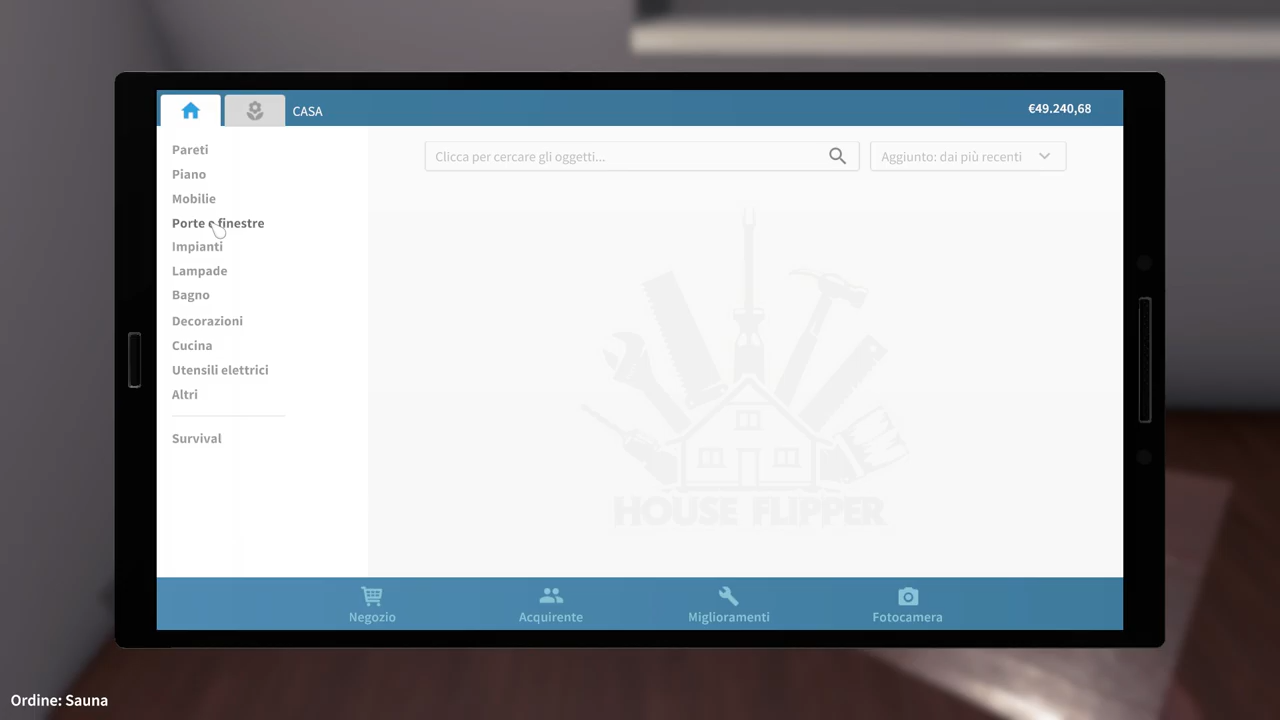 CASA
€49.240,68
Pareti
Piano
Mobilie
Porte e finestre
Impianti
Lampade
Bagno
Decorazioni
Cucina
Utensili elettrici
Altri
Survival
Clicca per cercare gli oggetti...
Aggiunto: dai più recenti
HOUSE FLIPPER
Negozio
Acquirente
Miglioramenti
Fotocamera
Ordine: Sauna